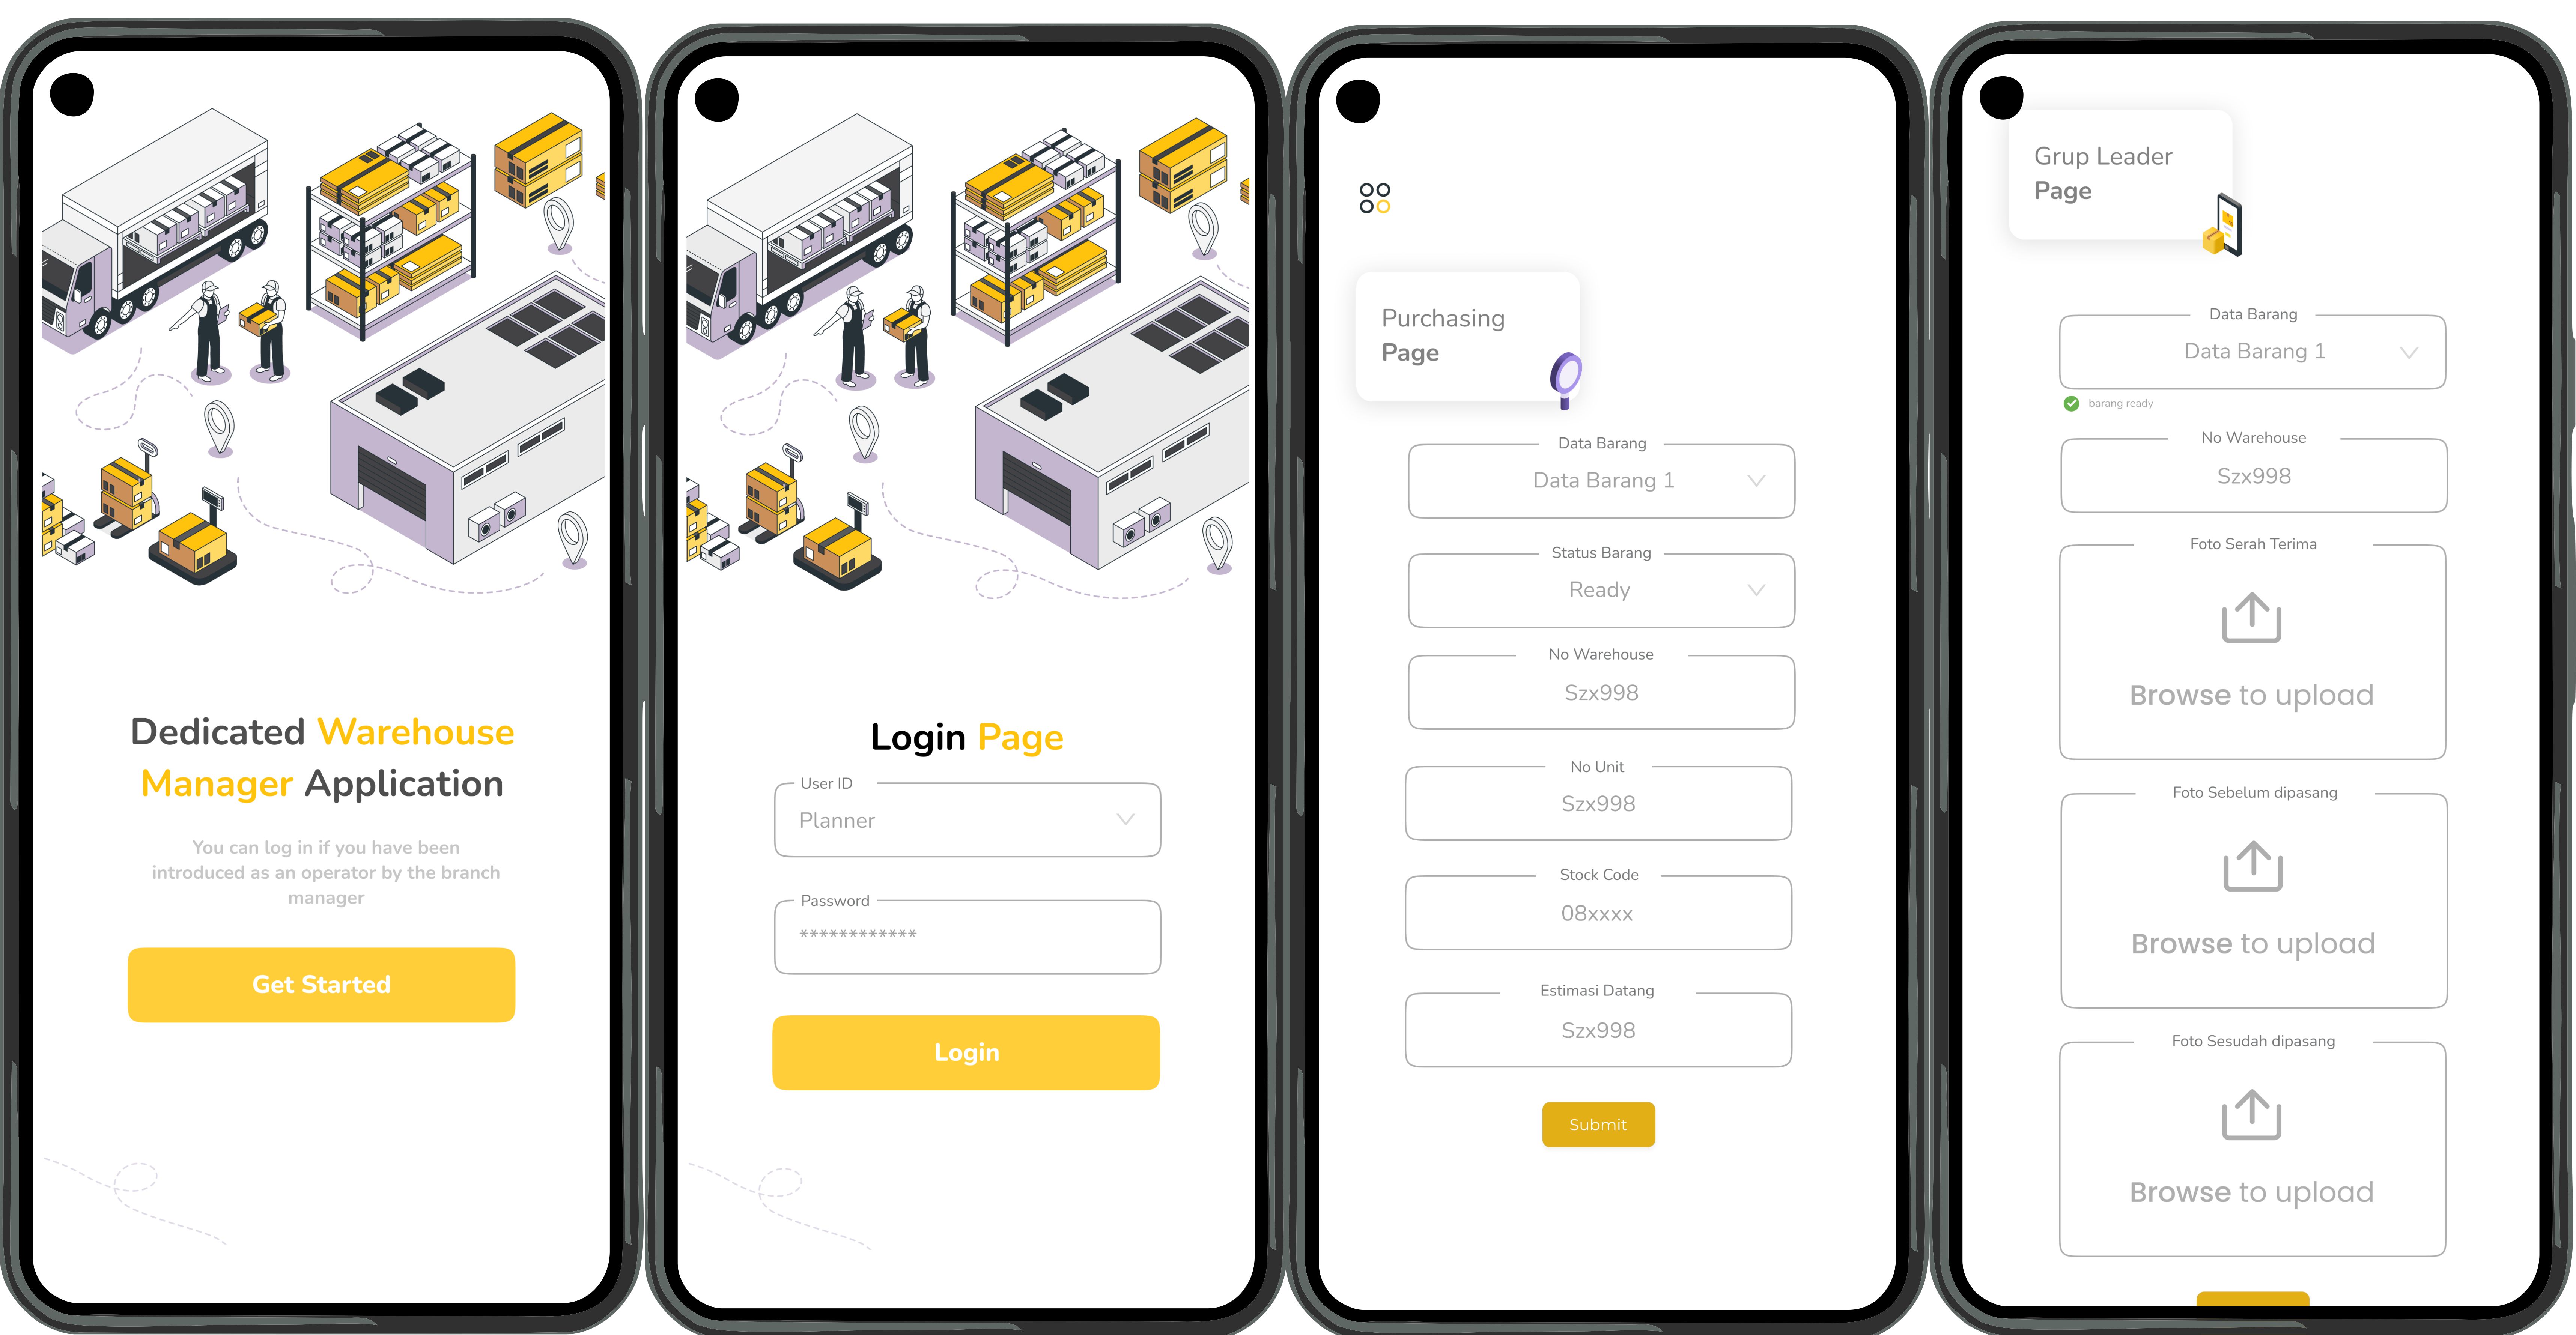 Dedicated Warehouse
Manager Application
You can log in if you have been
introduced as an operator by the branch
manager
Get Started
Login Page
User ID
Planner
Password
************
Login
Purchasing
Page
Data Barang
Data Barang 1
Status Barang
Ready
No Warehouse
Szx998
No Unit
Szx998
Stock Code
08xxxx
Estimasi Datang
Szx998
Submit
Grup Leader
Page
Data Barang
Data Barang 1
barang ready
No Warehouse
Szx998
Foto Serah Terima
Browse to upload
Foto Sebelum dipasang
Browse to upload
Foto Sesudah dipasang
Browse to upload